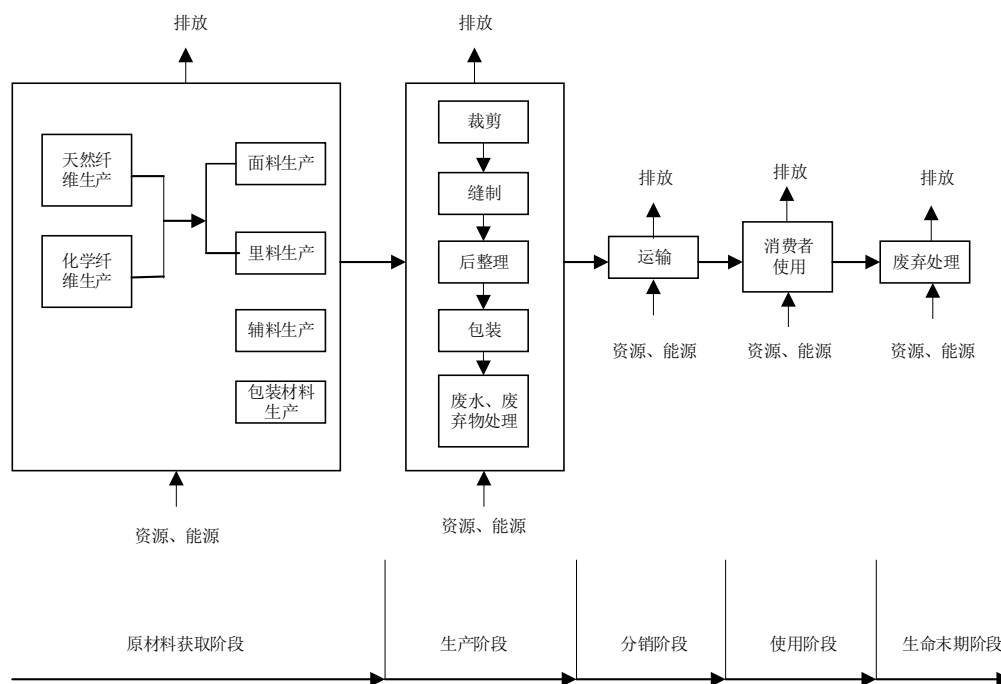 排放
排放
天然纤
维生产
化学纤
维生产
面料生产
里料生产
辅料生产
包装材料
生产
资源、能源
裁剪
缝制
后整理
包装
废水、废
弃物处理
资源、能源
排放
运输
资源、能源
排放
消费者
使用
资源、能源
排放
废弃处理
资源、能源
原材料获取阶段
生产阶段
分销阶段
使用阶段
生命末期阶段